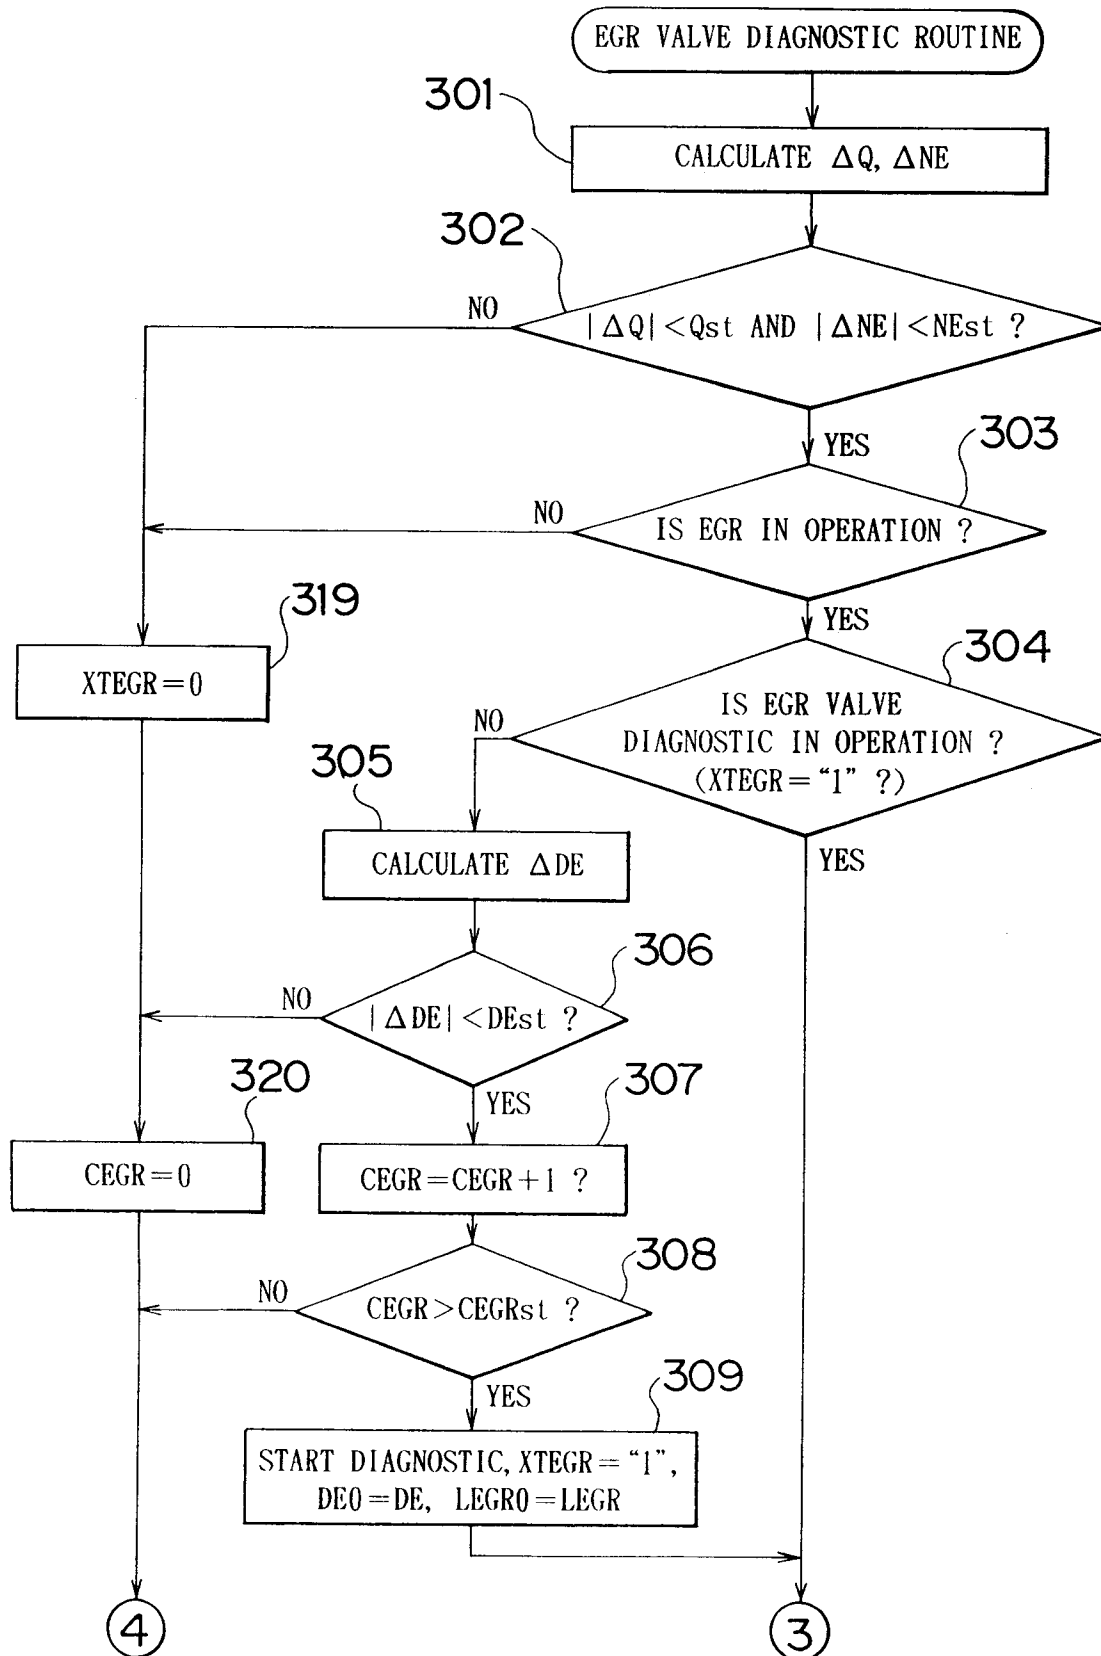 EGR VALVE DIAGNOSTIC ROUTINE
301
CALCULATE ΔQ, ΔNE
302
NO
|ΔQ|<Qst AND |ΔNE|<NEst ?
YES
303
NO
IS EGR IN OPERATION ?
YES
319
XTEGR=0
304
NO
IS EGR VALVE
DIAGNOSTIC IN OPERATION ?
(XTEGR="1" ?)
YES
305
CALCULATE ΔDE
306
NO
|ΔDE|<DEst ?
YES
320
CEGR=0
307
CEGR=CEGR+1 ?
308
NO
CEGR>CEGRst ?
YES
309
START DIAGNOSTIC, XTEGR="1",
DE0=DE, LEGR0=LEGR
4
3